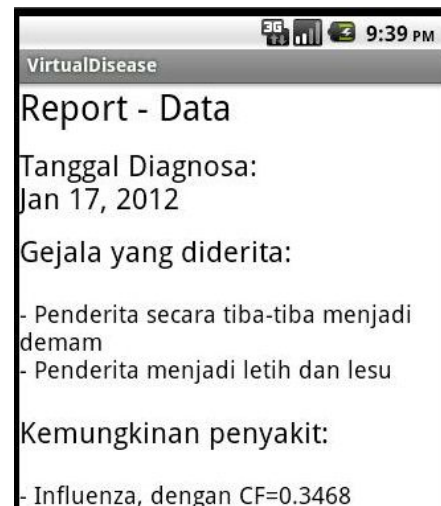 3G 9:39 PM
VirtualDisease
Report - Data
Tanggal Diagnosa:
Jan 17, 2012
Gejala yang diderita:
- Penderita secara tiba-tiba menjadi
demam
- Penderita menjadi letih dan lesu
Kemungkinan penyakit:
- Influenza, dengan CF=0.3468